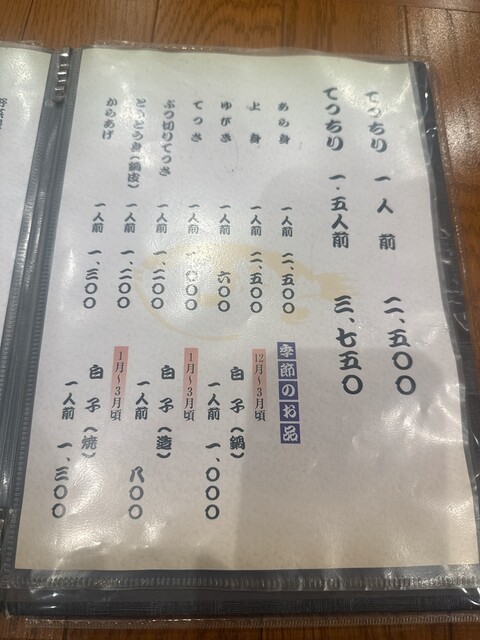 てっちり 一人前 二、五〇〇
てっちり 一・五人前 三、七五〇
あら身 一人前 二、五〇〇
上身 一人前 二、五〇〇
ゆびき 一人前 六〇〇
てっさ 一人前 一、〇〇〇
ぶつ切りてっさ 一人前 一、二〇〇
とうとう身(鍋皮) 一人前 一、二〇〇
からあげ 一人前 一、三〇〇
季節のお品
12月~3月頃
白子(鍋)
一人前 一、〇〇〇
1月~3月頃
白子(造)
一人前 八〇〇
1月~3月頃
白子(焼)
一人前 一、三〇〇